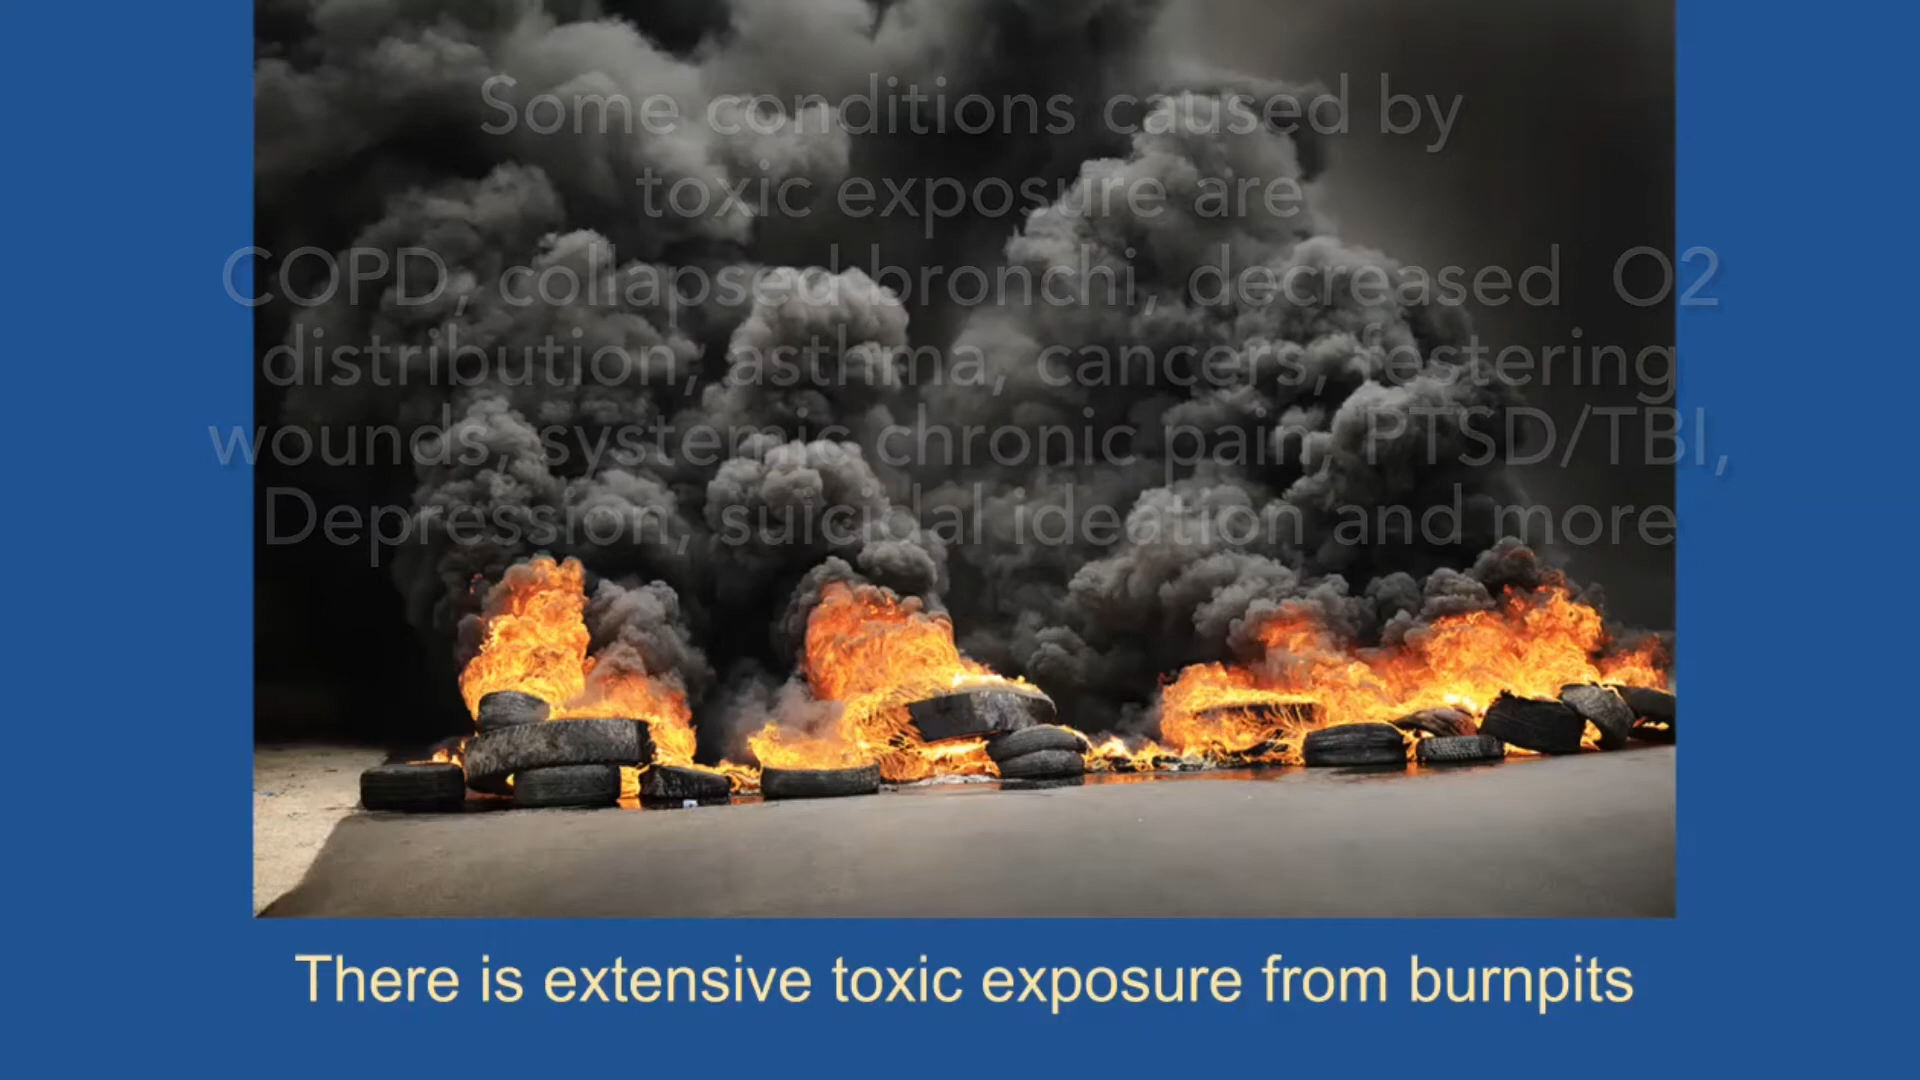 Some conditions caused by
toxic exposure are
COPD, collapsed bronchi, decreased O2
distribution, asthma, cancers, festering
wounds, systemic chronic pain, PTSD/TBI,
Depression, suicidal ideation and more
There is extensive toxic exposure from burnpits